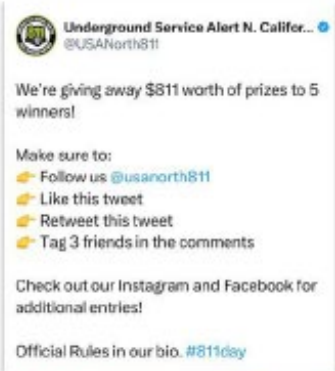 Underground Service Alert N. Califor...
@USANorth811
We're giving away $811 worth of prizes to 5
winners!
Make sure to:
👉 Follow us @usanorth811
👉 Like this tweet
👉 Retweet this tweet
👉 Tag 3 friends in the comments
Check out our Instagram and Facebook for
additional entries!
Official Rules in our bio. #811day